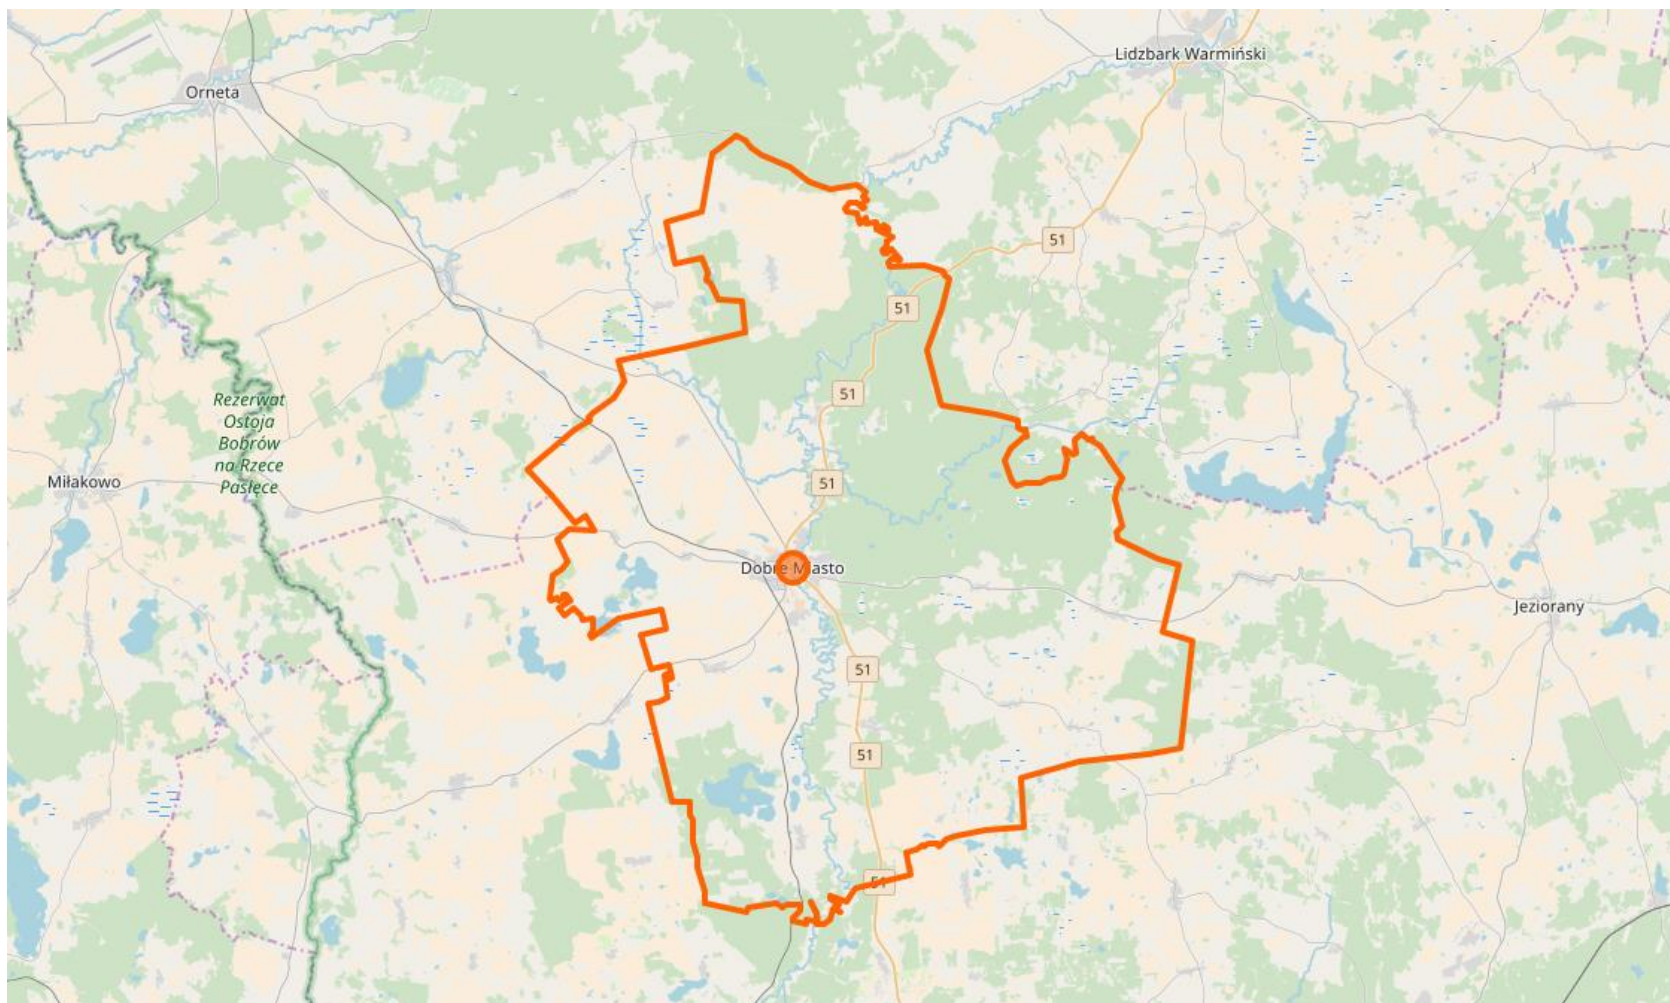 Lidzbark Warmiński
Orneta
51
51
51
Rezerwat
Ostoja
Bobrów
na Rzece
Pasłęce
Miłakowo
51
Dobre Miasto
Jeziorany
51
51
51